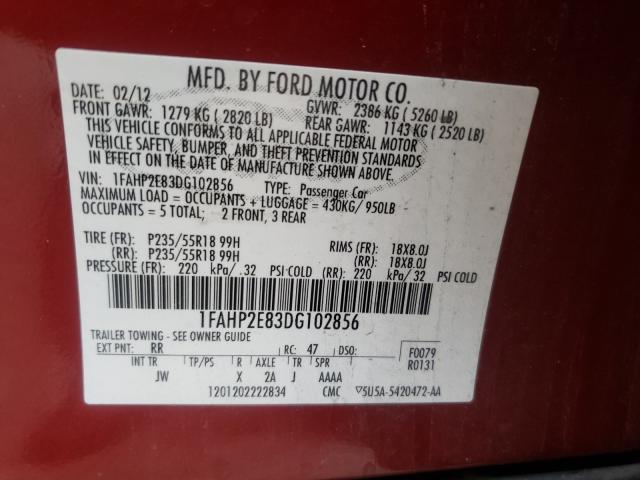 MFD. BY FORD MOTOR CO.
DATE: 02/12 GVWR: 2386 KG ( 5260 LB)
FRONT GAWR: 1279 KG ( 2820 LB) REAR GAWR: 1143 KG ( 2520 LB)
THIS VEHICLE CONFORMS TO ALL APPLICABLE FEDERAL MOTOR
VEHICLE SAFETY, BUMPER, AND THEFT PREVENTION STANDARDS
IN EFFECT ON THE DATE OF MANUFACTURE SHOWN ABOVE.
VIN: 1FAHP2E83DG102856 TYPE: Passenger Car
MAXIMUM LOAD = OCCUPANTS + LUGGAGE = 430KG/ 950LB
OCCUPANTS = 5 TOTAL; 2 FRONT, 3 REAR
TIRE (FR): P235/55R18 99H RIMS (FR): 18X8.0J
(RR): P235/55R18 99H (RR): 18X8.0J
PRESSURE (FR): 220 kPa/ .32 PSI COLD (RR): 220 kPa/ 32 PSI COLD
1FAHP2E83DG102856
TRAILER TOWING - SEE OWNER GUIDE
EXT PNT: RR RC: 47 DSO: F0079
INT TR TP/PS R AXLE TR SPR R0131
JW X 2A J AAAA
1201202222834 CMC ▽5U5A-5420472-AA